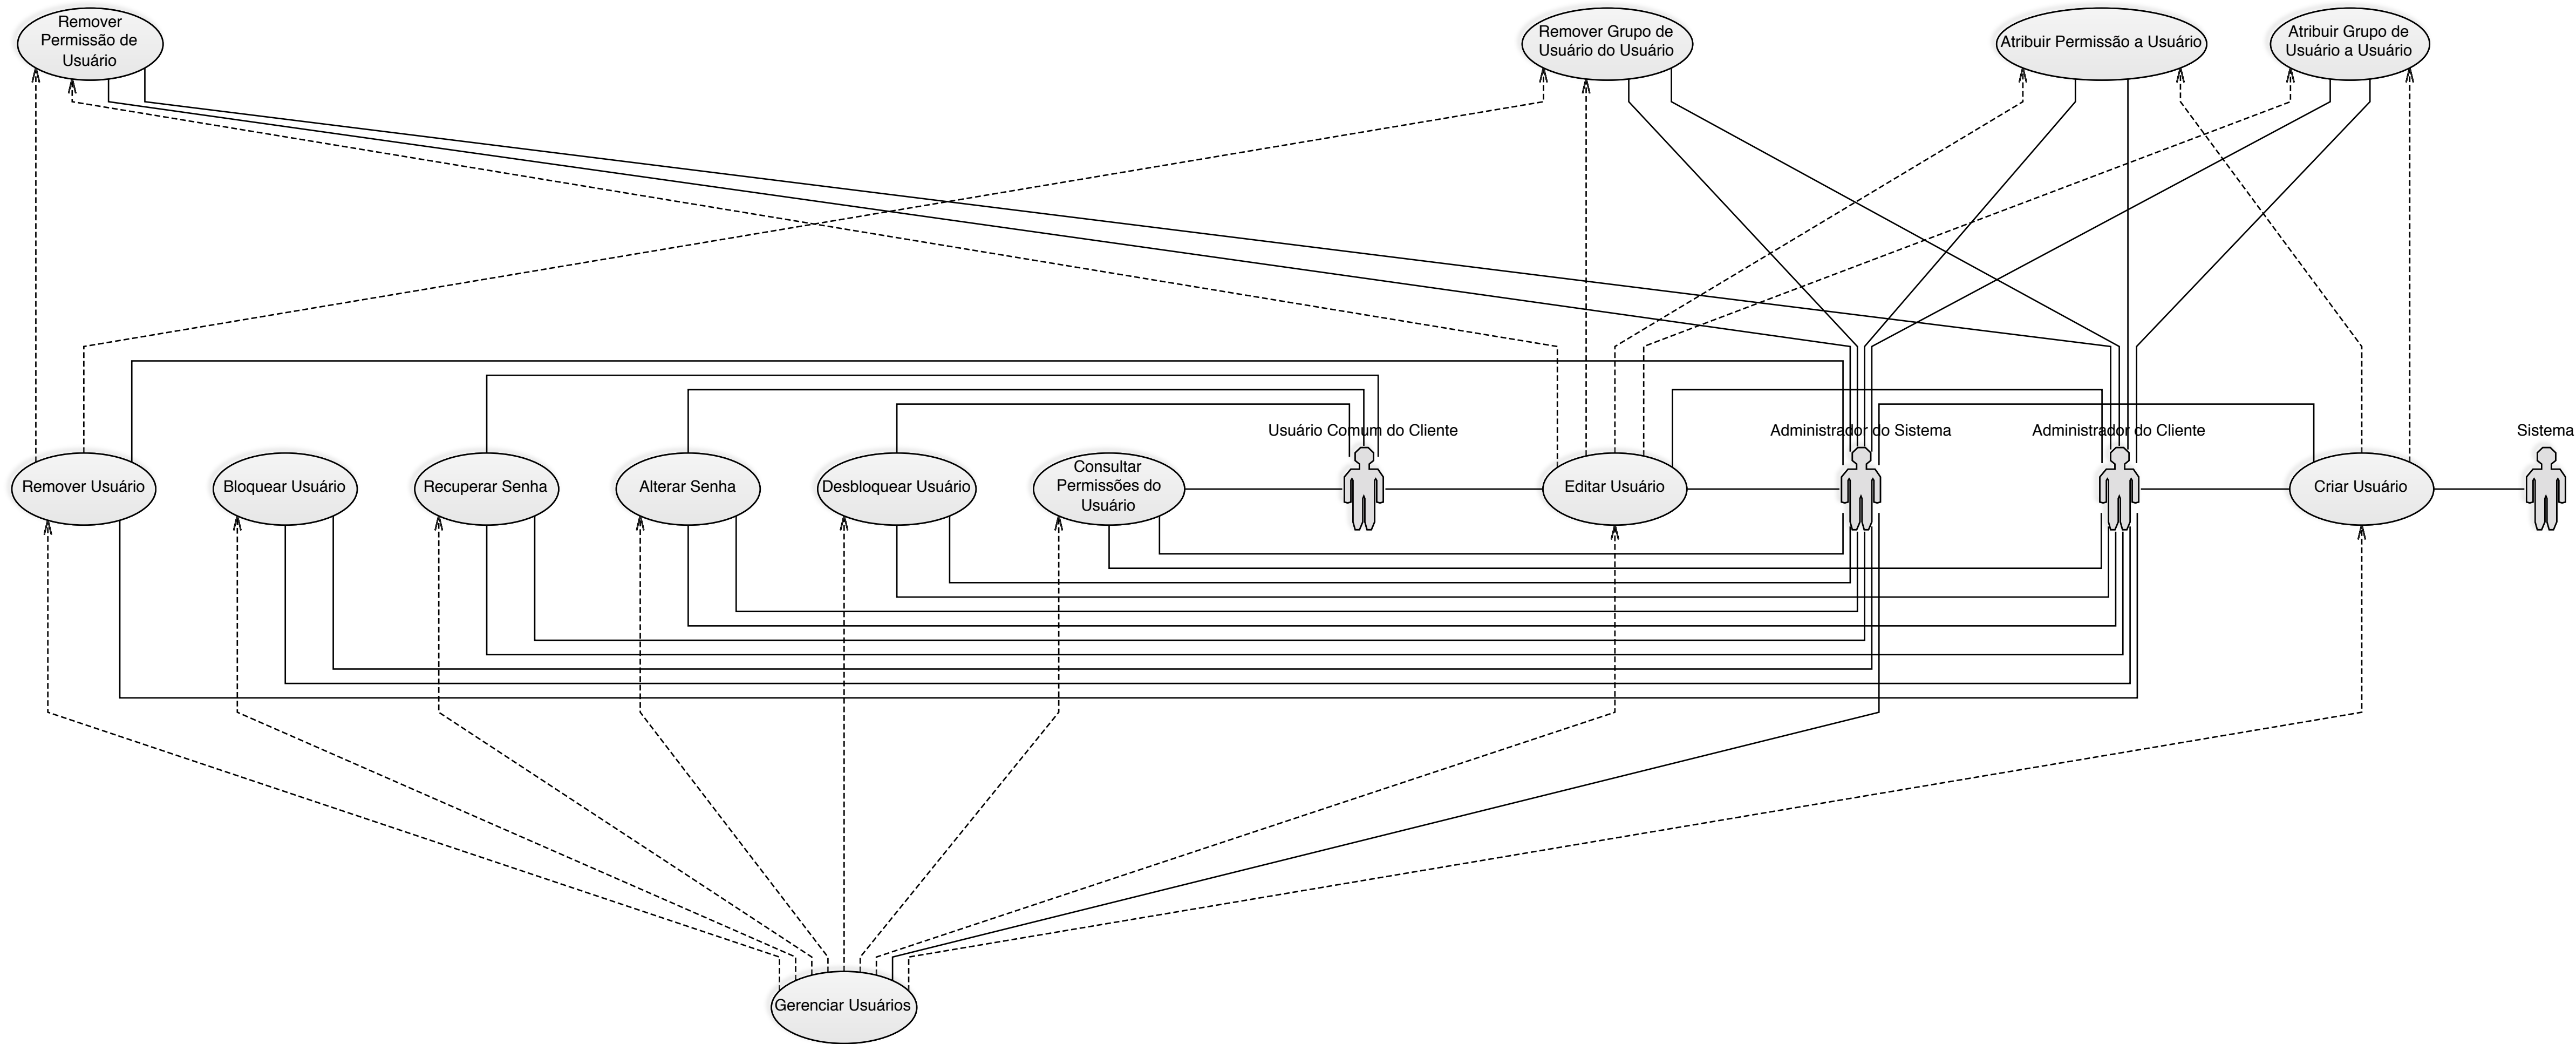 Remover
Permissão de
Usuário
Remover Grupo de
Usuário do Usuário
Atribuir Permissão a Usuário
Atribuir Grupo de
Usuário a Usuário
Usuário Comum do Cliente
Administrador do Sistema
Administrador do Cliente
Sistema
Remover Usuário
Bloquear Usuário
Recuperar Senha
Alterar Senha
Desbloquear Usuário
Consultar
Permissões do
Usuário
Editar Usuário
Criar Usuário
Gerenciar Usuários